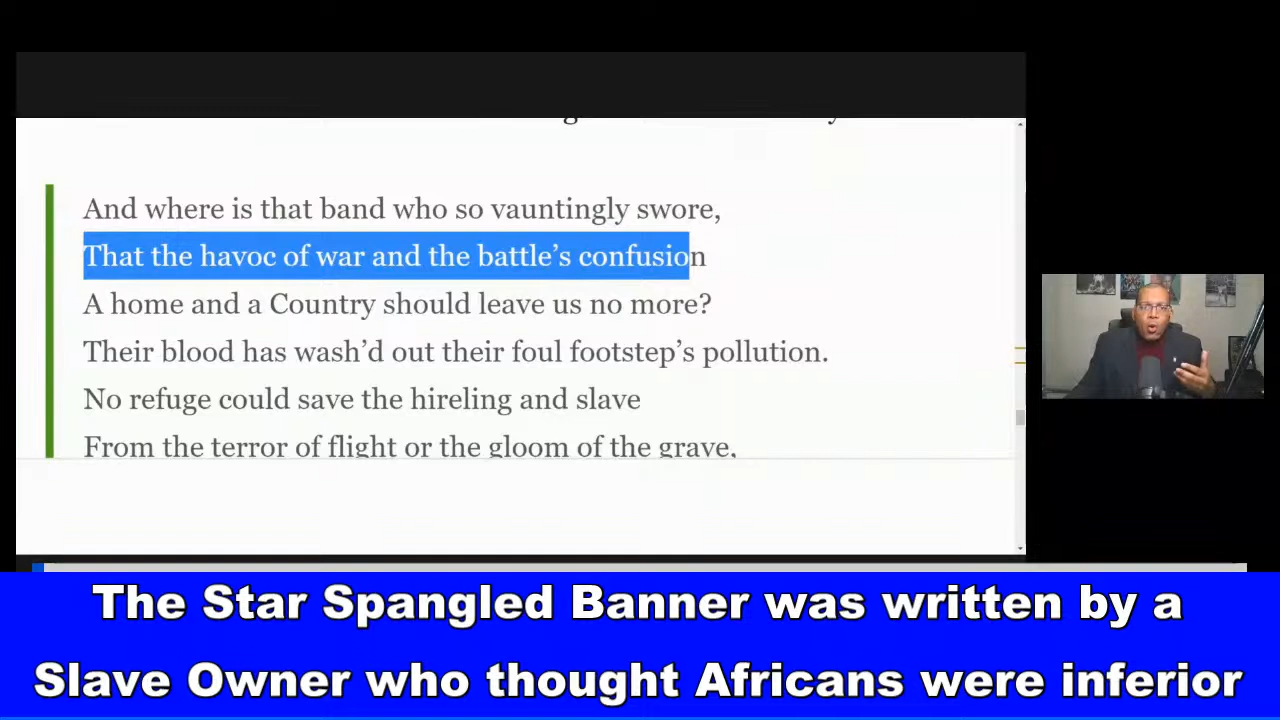 And where is that band who so vauntingly swore,
That the havoc of war and the battle’s confusion
A home and a Country should leave us no more?
Their blood has wash’d out their foul footstep’s pollution.
No refuge could save the hireling and slave
From the terror of flight or the gloom of the grave,
The Star Spangled Banner was written by a
Slave Owner who thought Africans were inferior